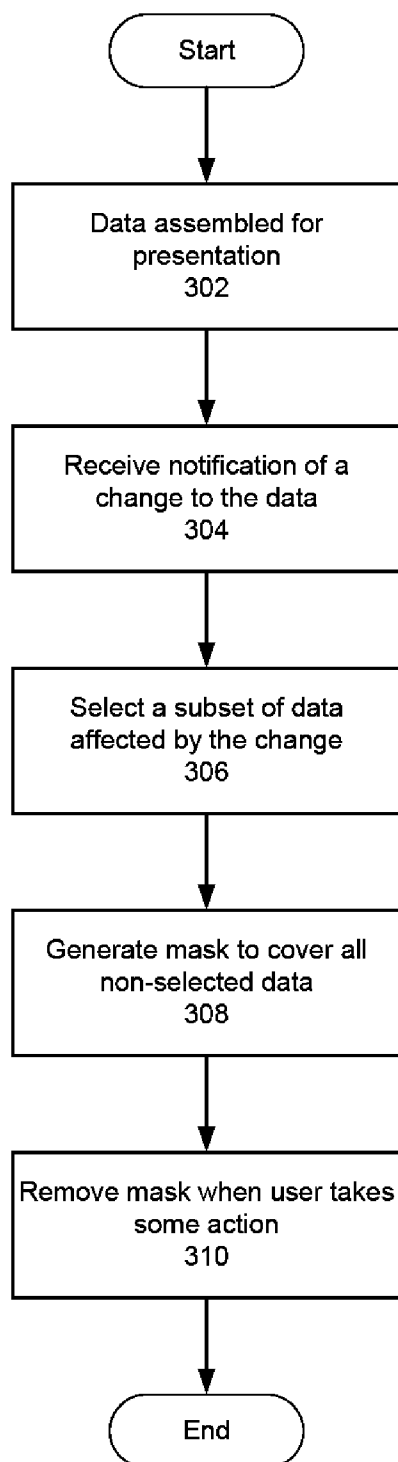 Start
Data assembled for
presentation
302
Receive notification of a
change to the data
304
Select a subset of data
affected by the change
306
Generate mask to cover all
non-selected data
308
Remove mask when user takes
some action
310
End